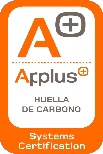 A+
Applus+
HUELLA
DE CARBONO
Systems
Certification